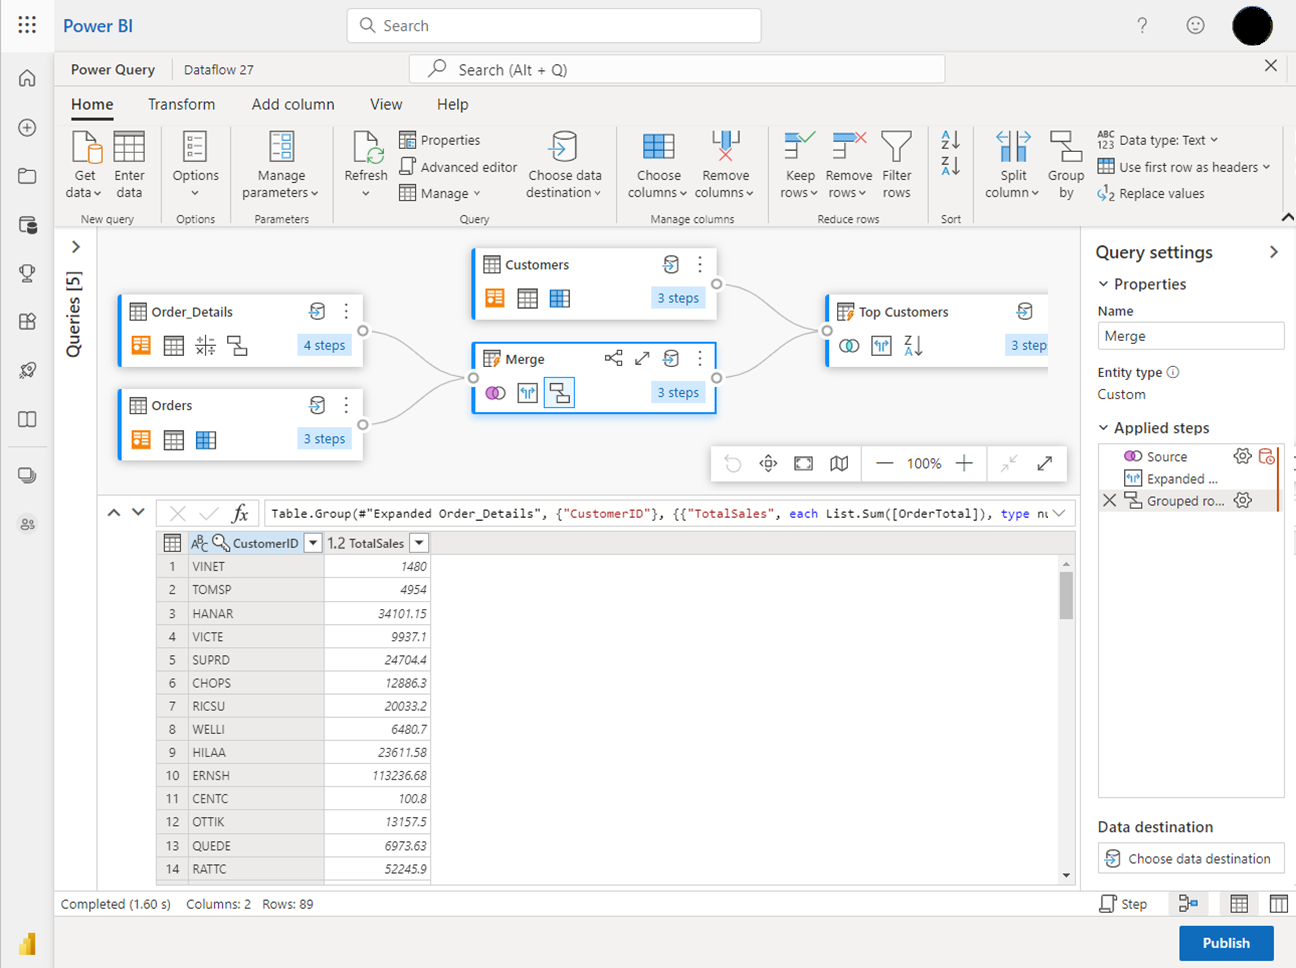 Power BI
Search
Power Query
Dataflow 27
Search (Alt + Q)
Home
Transform
Add column
View
Help
Get data
Enter data
New query
Options
Options
Manage parameters
Parameters
Refresh
Properties
Advanced editor
Manage
Choose data destination
Query
Choose columns
Remove columns
Manage columns
Keep rows
Remove rows
Filter rows
Reduce rows
Sort
Split column
Group by
Data type: Text
Use first row as headers
Replace values
Queries [5]
Order_Details
4 steps
Orders
3 steps
Customers
3 steps
Merge
3 steps
Top Customers
3 step
100%
Table.Group(#"Expanded Order_Details", {"CustomerID"}, {{"TotalSales", each List.Sum([OrderTotal]), type nu
CustomerID
1.2 TotalSales
1 VINET 1480
2 TOMSP 4954
3 HANAR 34101.15
4 VICTE 9937.1
5 SUPRD 24704.4
6 CHOPS 12886.3
7 RICSU 20033.2
8 WELLI 6480.7
9 HILAA 23611.58
10 ERNSH 113236.68
11 CENTC 100.8
12 OTTIK 13157.5
13 QUEDE 6973.63
14 RATTC 52245.9
Query settings
Properties
Name
Merge
Entity type
Custom
Applied steps
Source
Expanded ...
Grouped ro...
Data destination
Choose data destination
Completed (1.60 s) Columns: 2 Rows: 89
Step
Publish